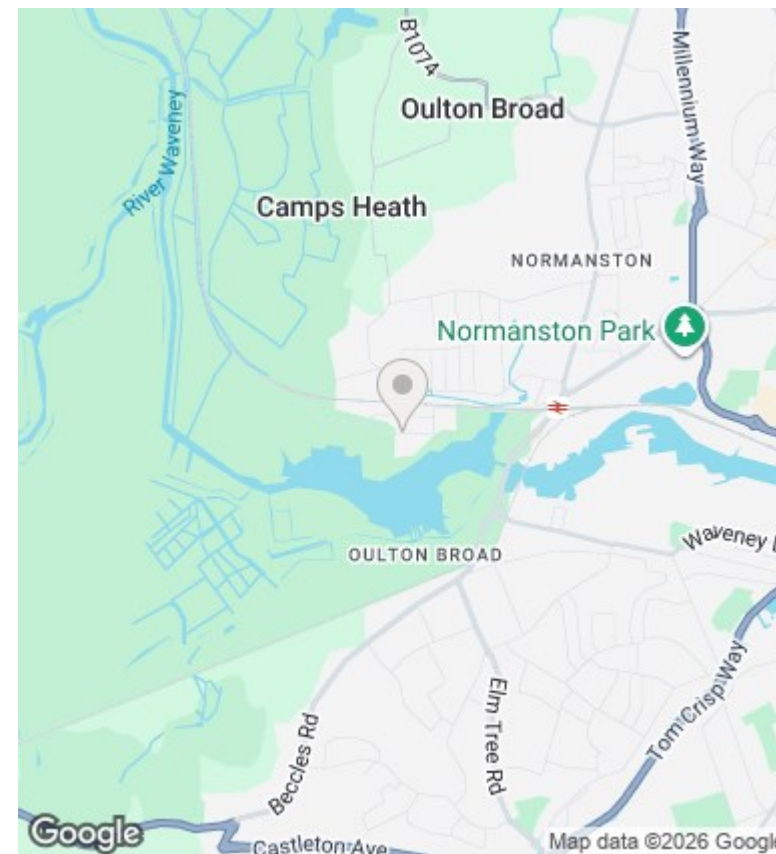 B1074
Oulton Broad
Millennium Way
River Waveney
Camps Heath
NORMANSTON
Normanston Park
OULTON BROAD
Waveney
Tom Crisp Way
Elm Tree Rd
Beccles Rd
Castleton Ave
Google
Map data ©2026 Google